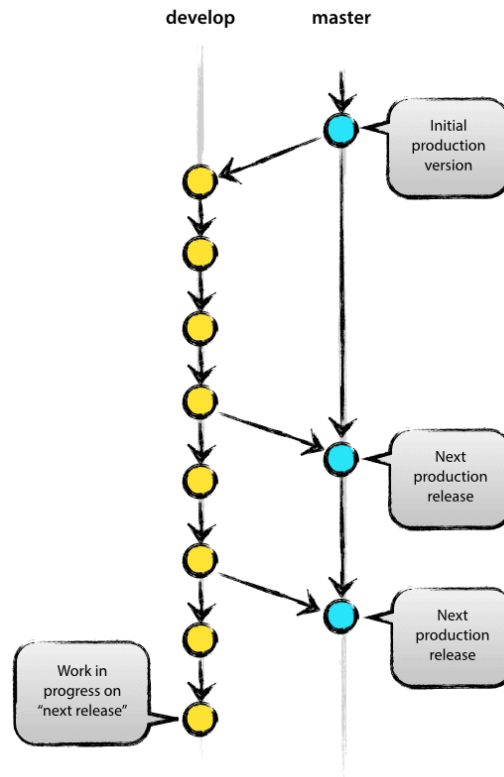 develop
master
Initial
production
version
Next
production
release
Next
production
release
Work in
progress on
“next release”